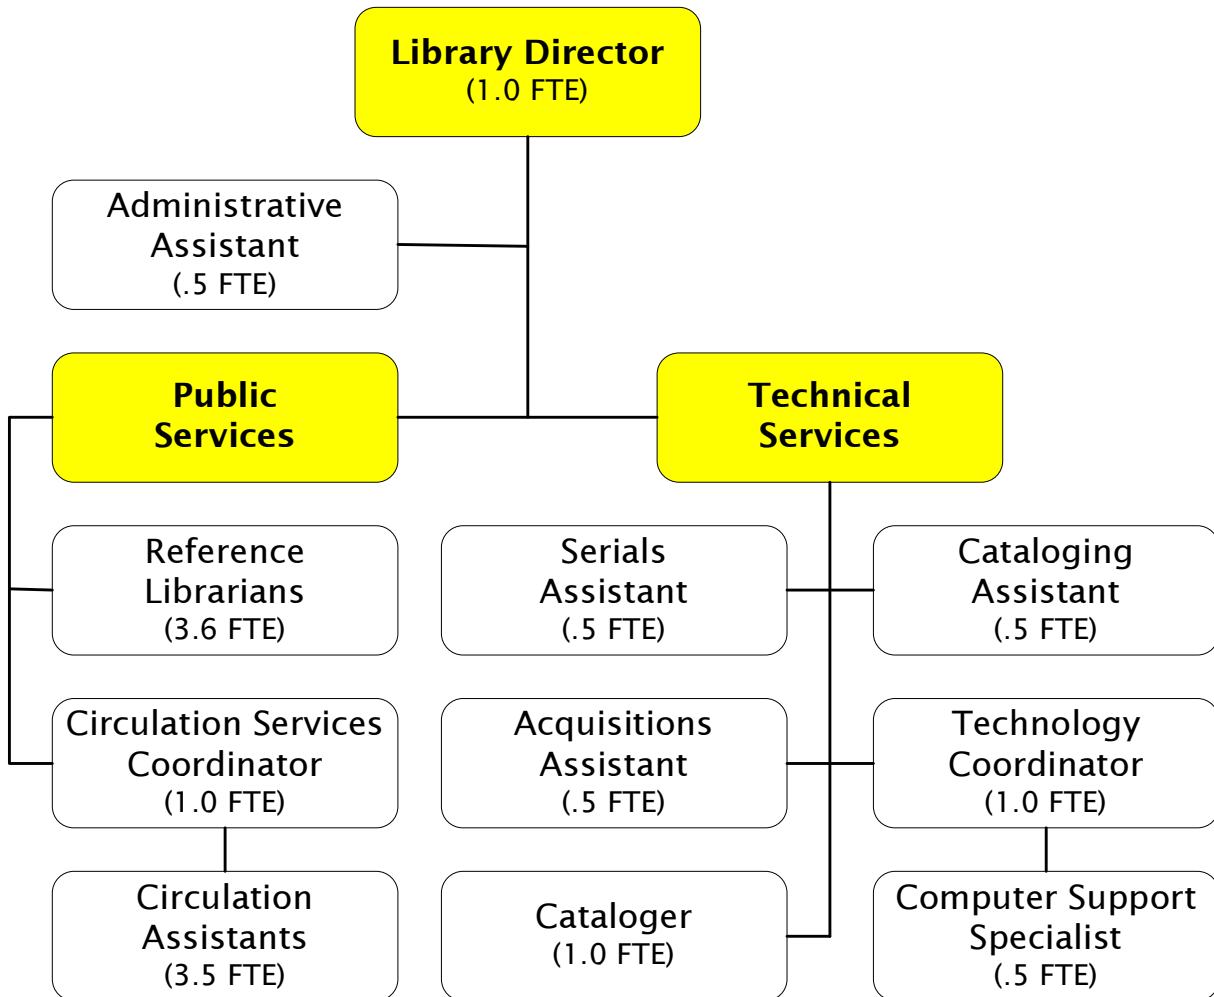 Library Director
(1.0 FTE)
Administrative
Assistant
(.5 FTE)
Public
Services
Technical
Services
Reference
Librarians
(3.6 FTE)
Serials
Assistant
(.5 FTE)
Cataloging
Assistant
(.5 FTE)
Circulation Services
Coordinator
(1.0 FTE)
Acquisitions
Assistant
(.5 FTE)
Technology
Coordinator
(1.0 FTE)
Circulation
Assistants
(3.5 FTE)
Cataloger
(1.0 FTE)
Computer Support
Specialist
(.5 FTE)